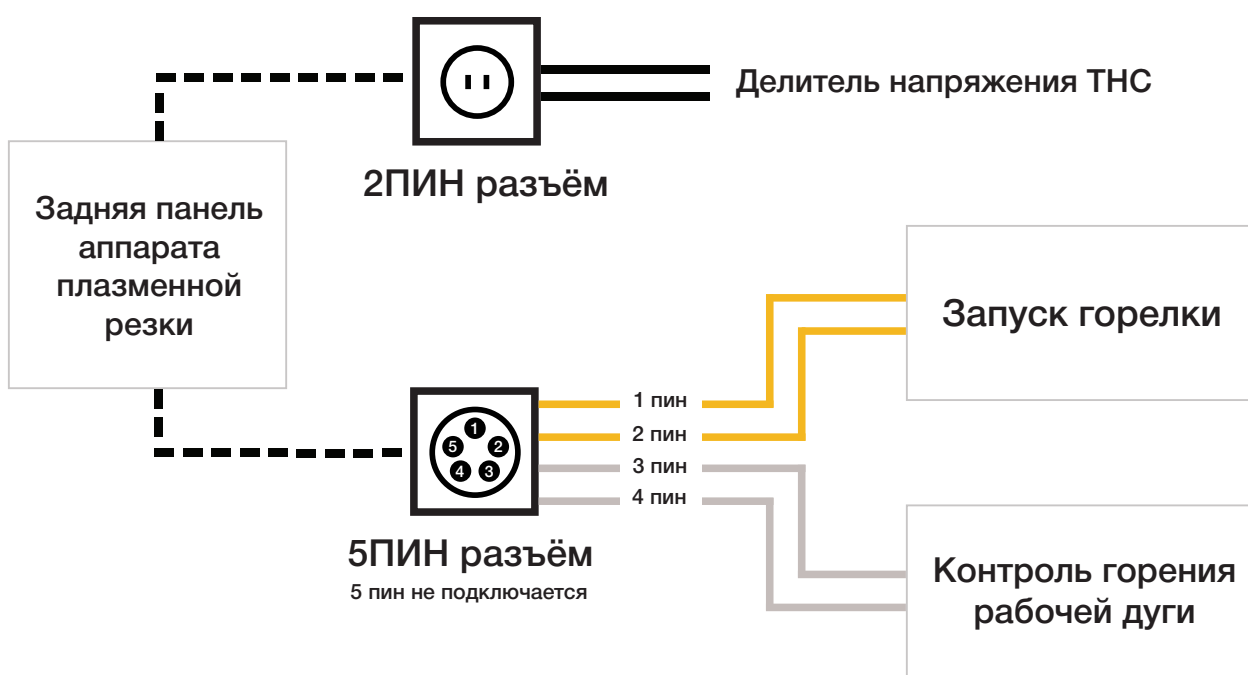 Делитель напряжения ТНС
2ПИН разъём
Задняя панель
аппарата
плазменной
резки
Запуск горелки
1 пин
2 пин
3 пин
4 пин
1
2
3
4
5
5ПИН разъём
5 пин не подключается
Контроль горения
рабочей дуги